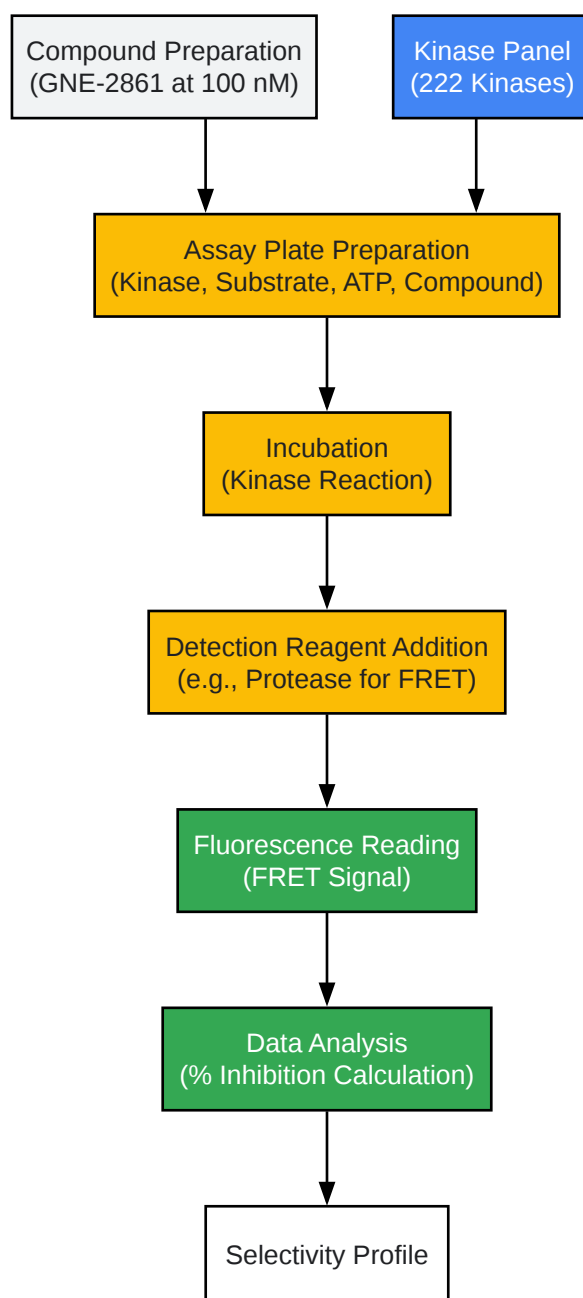 Compound Preparation
(GNE-2861 at 100 nM)
Kinase Panel
(222 Kinases)
Assay Plate Preparation
(Kinase, Substrate, ATP, Compound)
Incubation
(Kinase Reaction)
Detection Reagent Addition
(e.g., Protease for FRET)
Fluorescence Reading
(FRET Signal)
Data Analysis
(% Inhibition Calculation)
Selectivity Profile